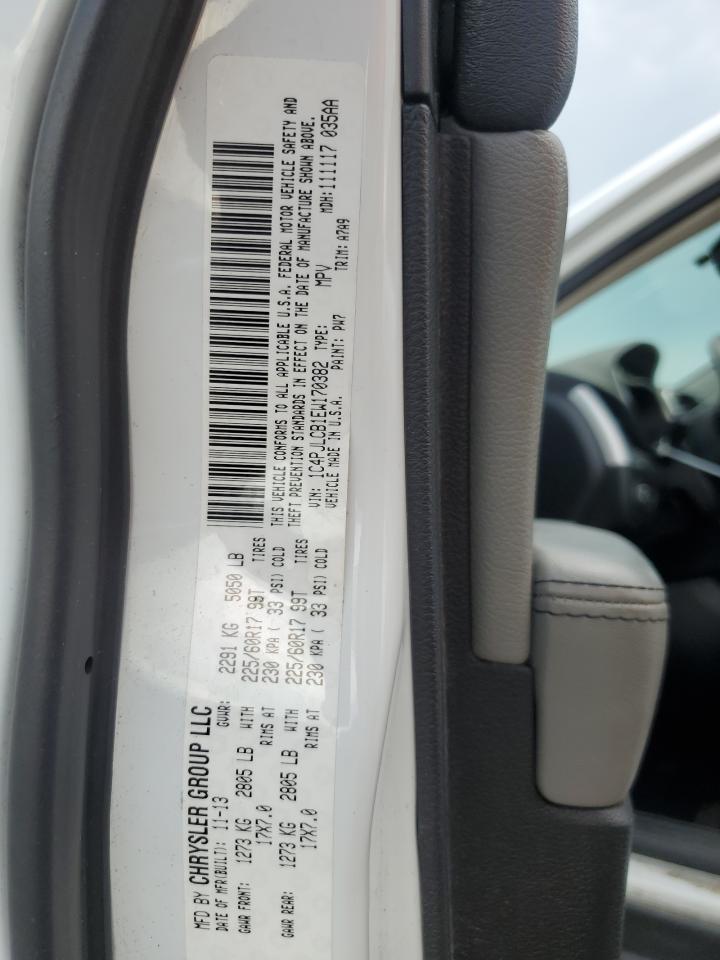 MFD BY CHRYSLER GROUP LLC
DATE OF MFR(BUILT): 11-13 GVWR: 2291 KG 5050 LB
GAWR FRONT: 1273 KG 2805 LB WITH 225/60R17 99T TIRES
17X7.0 RIMS AT 230 KPA ( 33 PSI) COLD
GAWR REAR: 1273 KG 2805 LB WITH 225/60R17 99T TIRES
17X7.0 RIMS AT 230 KPA ( 33 PSI) COLD
THIS VEHICLE CONFORMS TO ALL APPLICABLE U.S.A. FEDERAL MOTOR VEHICLE SAFETY AND
THEFT PREVENTION STANDARDS IN EFFECT ON THE DATE OF MANUFACTURE SHOWN ABOVE.
VIN: 1C4PJLCB1EW170382 TYPE: MPV MDH:111117 035AA
VEHICLE MADE IN U.S.A. PAINT: PW7 TRIM: A7A9